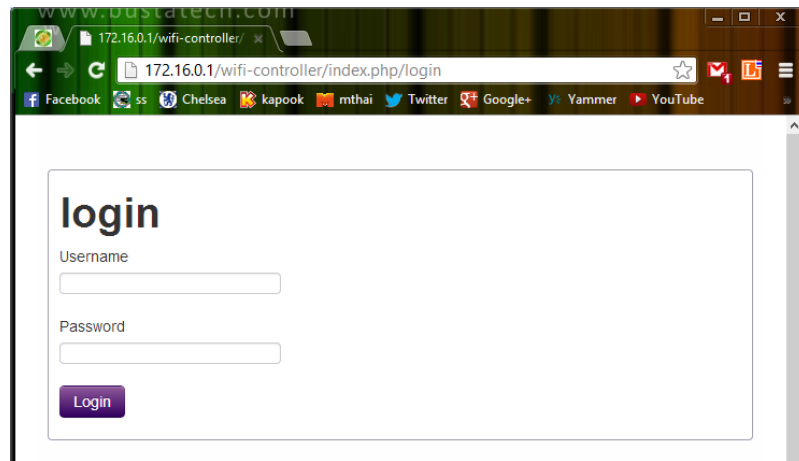 www.bustatech.com
172.16.0.1/wifi-controller/
172.16.0.1/wifi-controller/index.php/login
Facebook ss Chelsea kapook mthai Twitter Google+ Yammer YouTube
login
Username
Password
Login